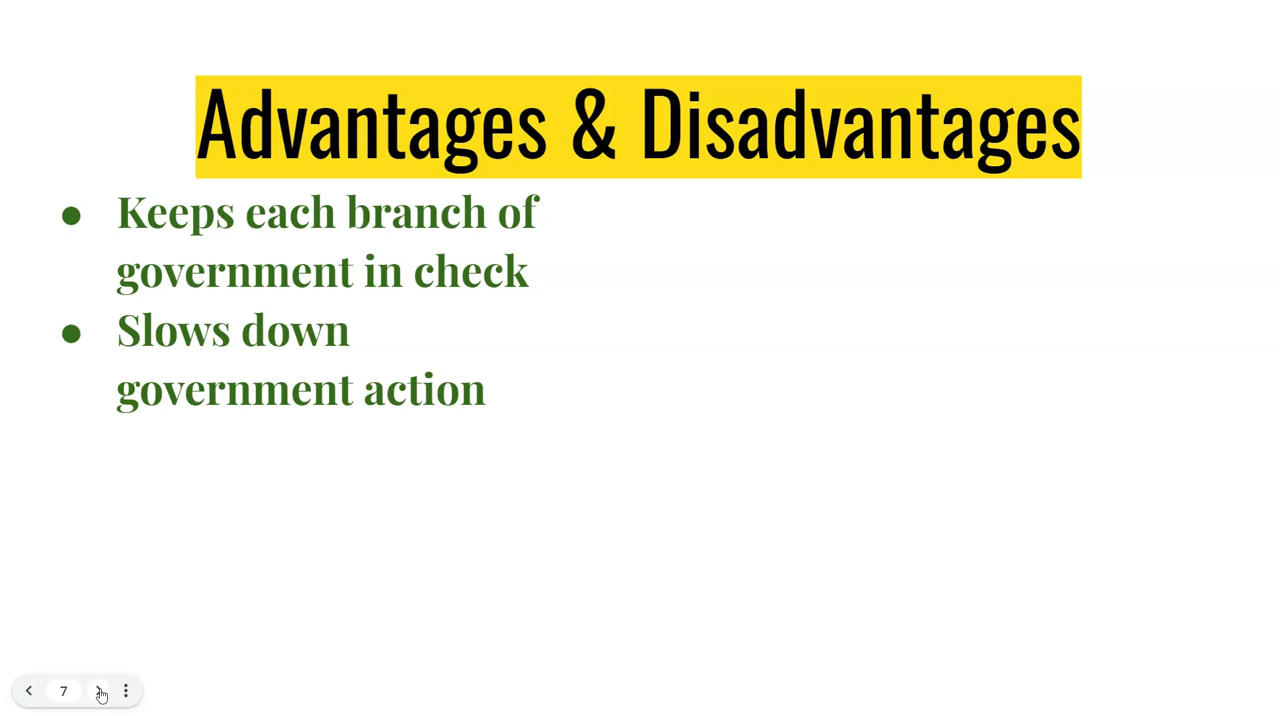 Advantages & Disadvantages
● Keeps each branch of
government in check
● Slows down
government action
7